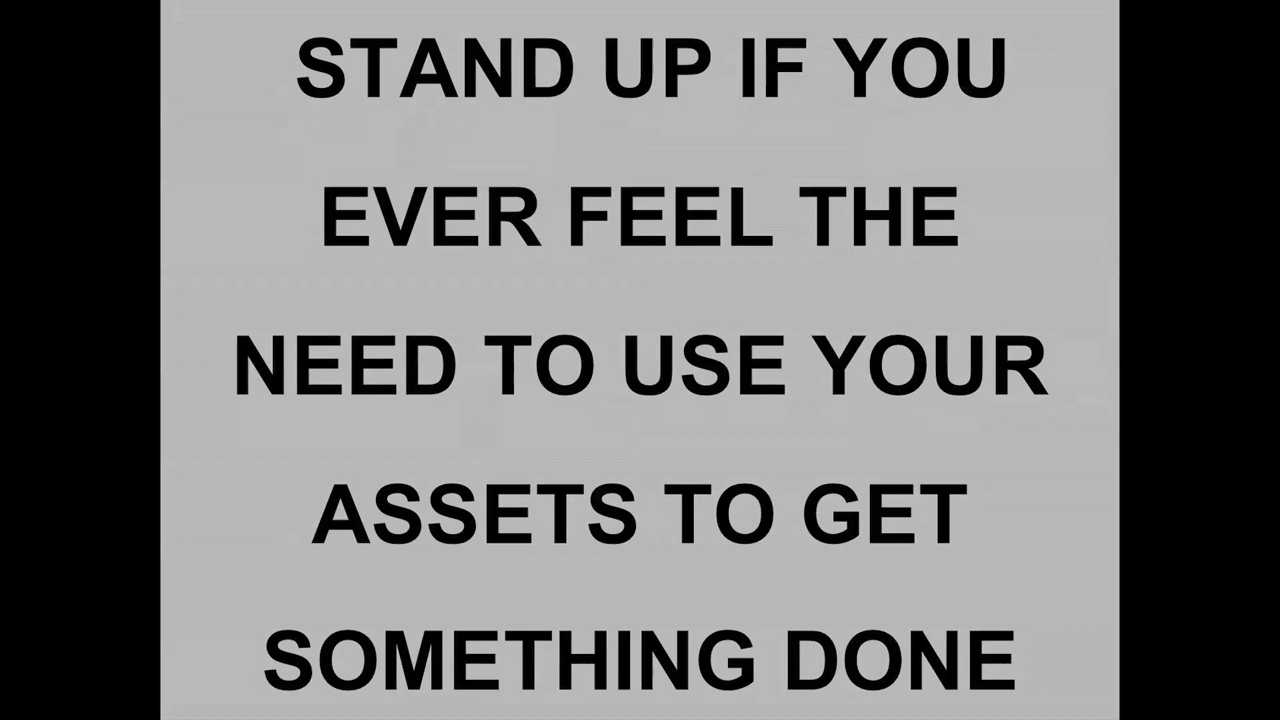 STAND UP IF YOU
EVER FEEL THE
NEED TO USE YOUR
ASSETS TO GET
SOMETHING DONE